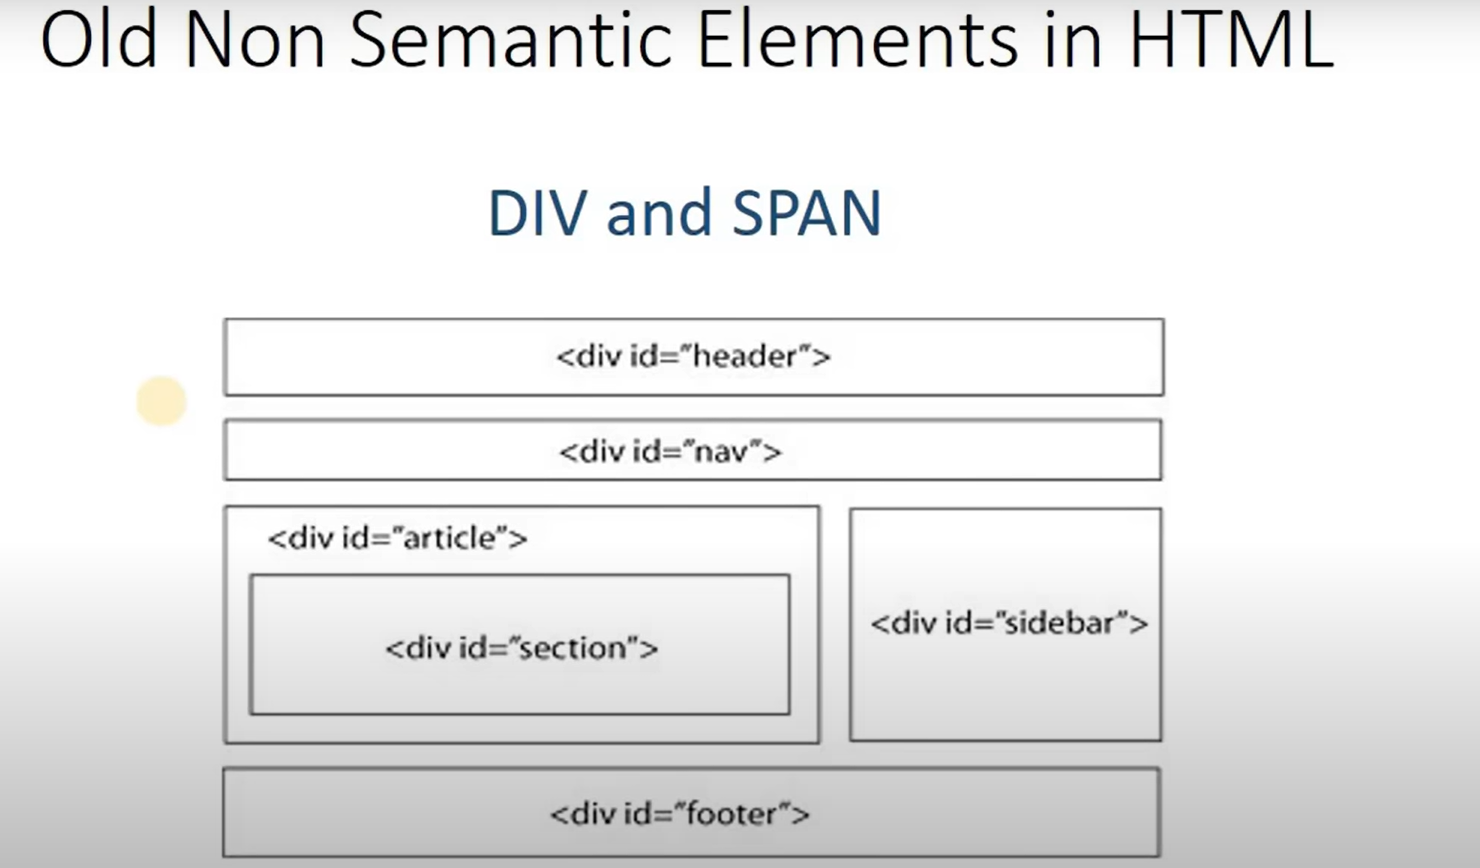 Old Non Semantic Elements in HTML
DIV and SPAN
<div id="header">
<div id="nav">
<div id="article">
<div id="section">
<div id="sidebar">
<div id="footer">